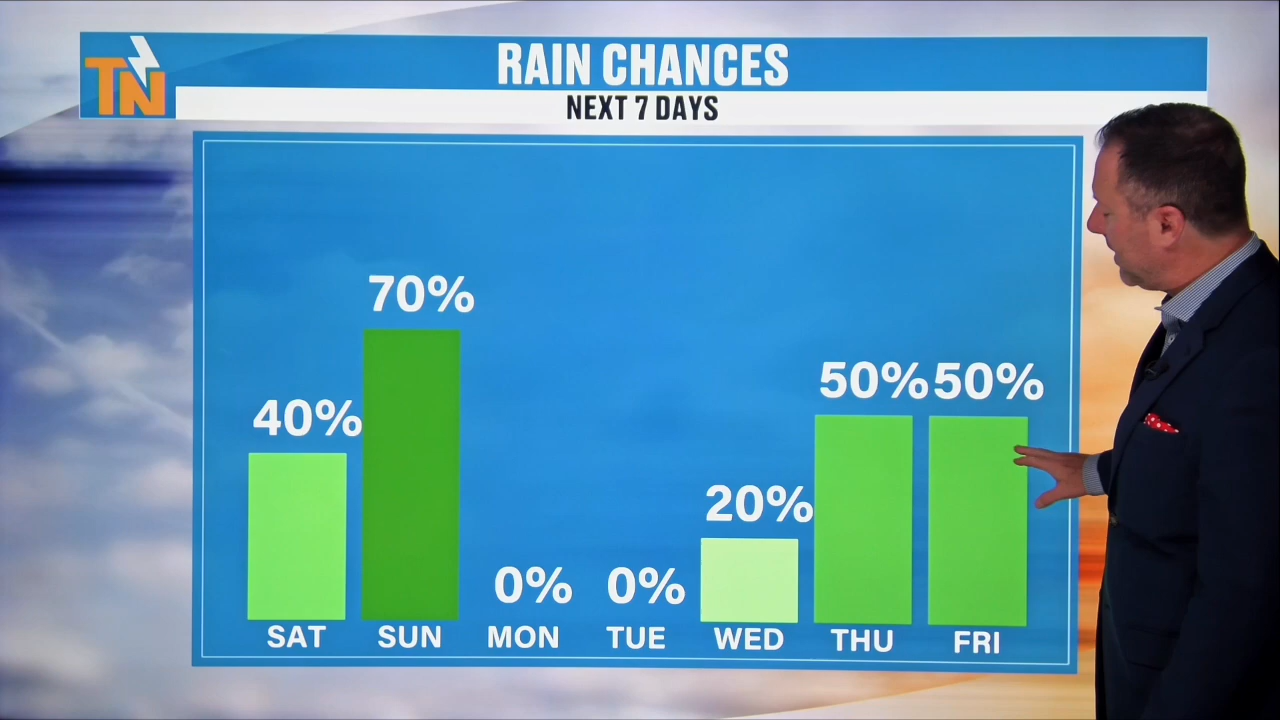 TN
RAIN CHANCES
NEXT 7 DAYS
40%
70%
0%
0%
20%
50%
50%
SAT
SUN
MON
TUE
WED
THU
FRI